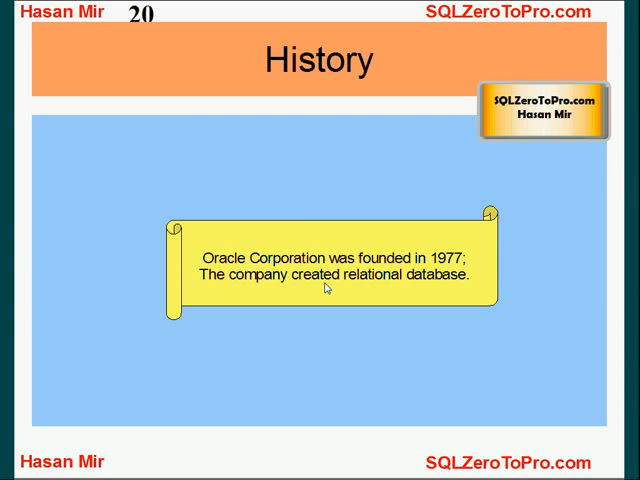 Hasan Mir 20 SQLZeroToPro.com
History
SQLZeroToPro.com
Hasan Mir
Oracle Corporation was founded in 1977;
The company created relational database.
Hasan Mir SQLZeroToPro.com